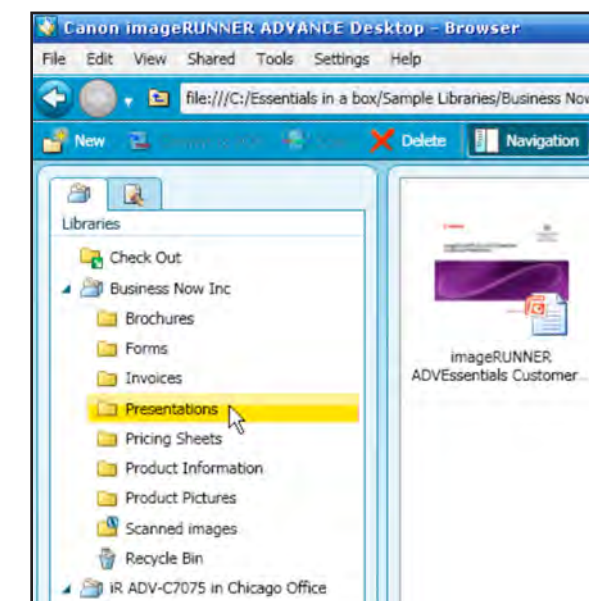 Canon imageRUNNER ADVANCE Desktop - Browser
File Edit View Shared Tools Settings Help
file:///C:/Essentials in a box/Sample Libraries/Business Now
New Delete Navigation
Libraries
Check Out
Business Now Inc
Brochures
Forms
Invoices
Presentations
Pricing Sheets
Product Information
Product Pictures
Scanned images
Recycle Bin
iR ADV-C7075 in Chicago Office
imageRUNNER
ADVEssentials Customer...